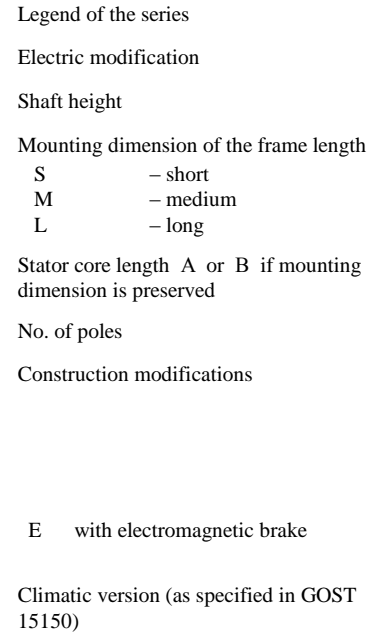 Legend of the series
Electric modification
Shaft height
Mounting dimension of the frame length
S – short
M – medium
L – long
Stator core length A or B if mounting
dimension is preserved
No. of poles
Construction modifications
E with electromagnetic brake
Climatic version (as specified in GOST
15150)